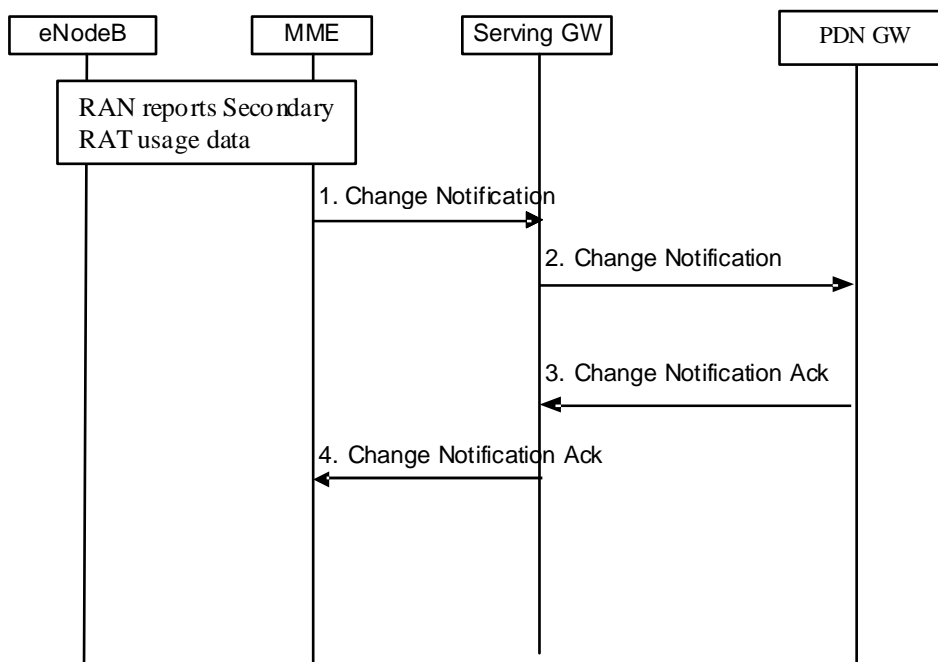 eNodeB
MME
Serving GW
PDN GW
RAN reports Secondary
RAT usage data
1. Change Notification
2. Change Notification
3. Change Notification Ack
4. Change Notification Ack